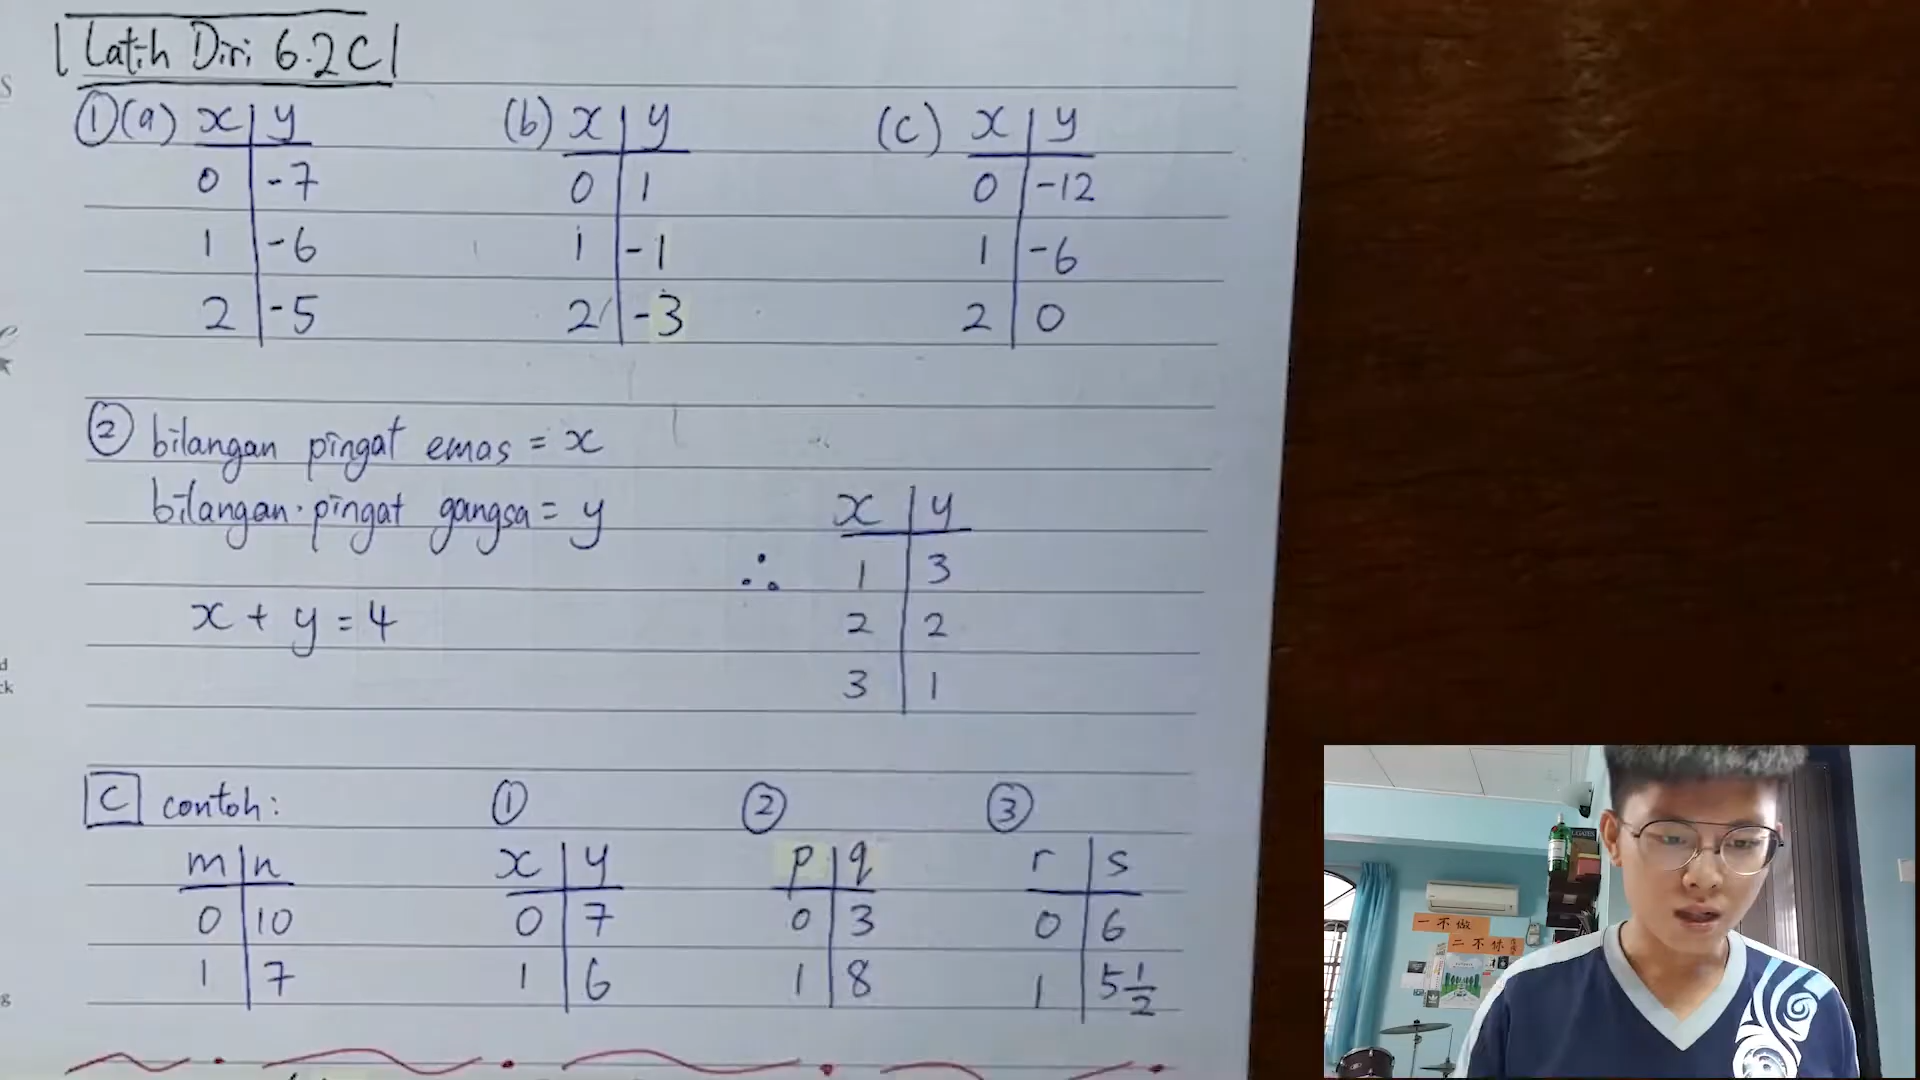 Latih Diri 6.2C
① (a) x y (b) x y (c) x y
0 -7 0 1 0 -12
1 -6 1 -1 1 -6
2 -5 2 -3 2 0
② bilangan pingat emas = x
bilangan pingat gangsa = y
x y
∴ 1 3
x + y = 4 2 2
3 1
C contoh: ① ② ③
m n x y p q r s
0 10 0 7 0 3 0 6
1 7 1 6 1 8 1 5 1/2
一不做
二不休